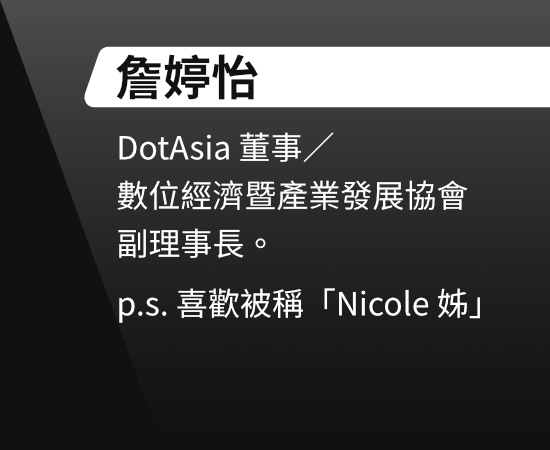 詹婷怡
DotAsia 董事／
數位經濟暨產業發展協會
副理事長。
p.s. 喜歡被稱「Nicole 姊」